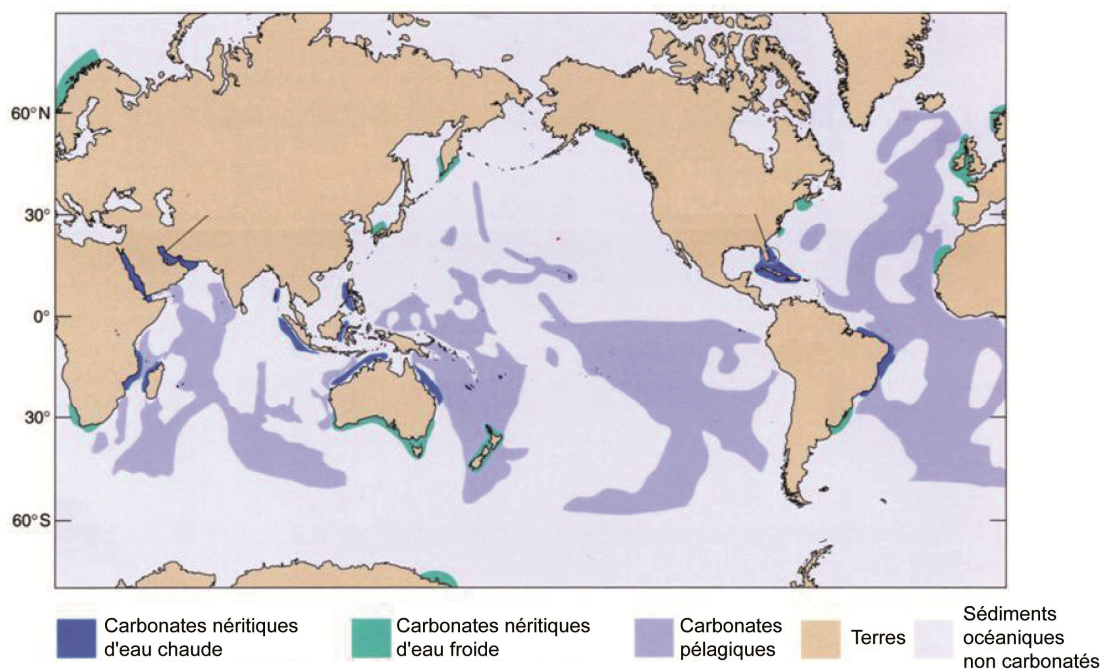 60°N
30°
0°
30°
60°S
Carbonates néritiques
d'eau chaude
Carbonates néritiques
d'eau froide
Carbonates
pélagiques
Terres
Sédiments
océaniques
non carbonatés